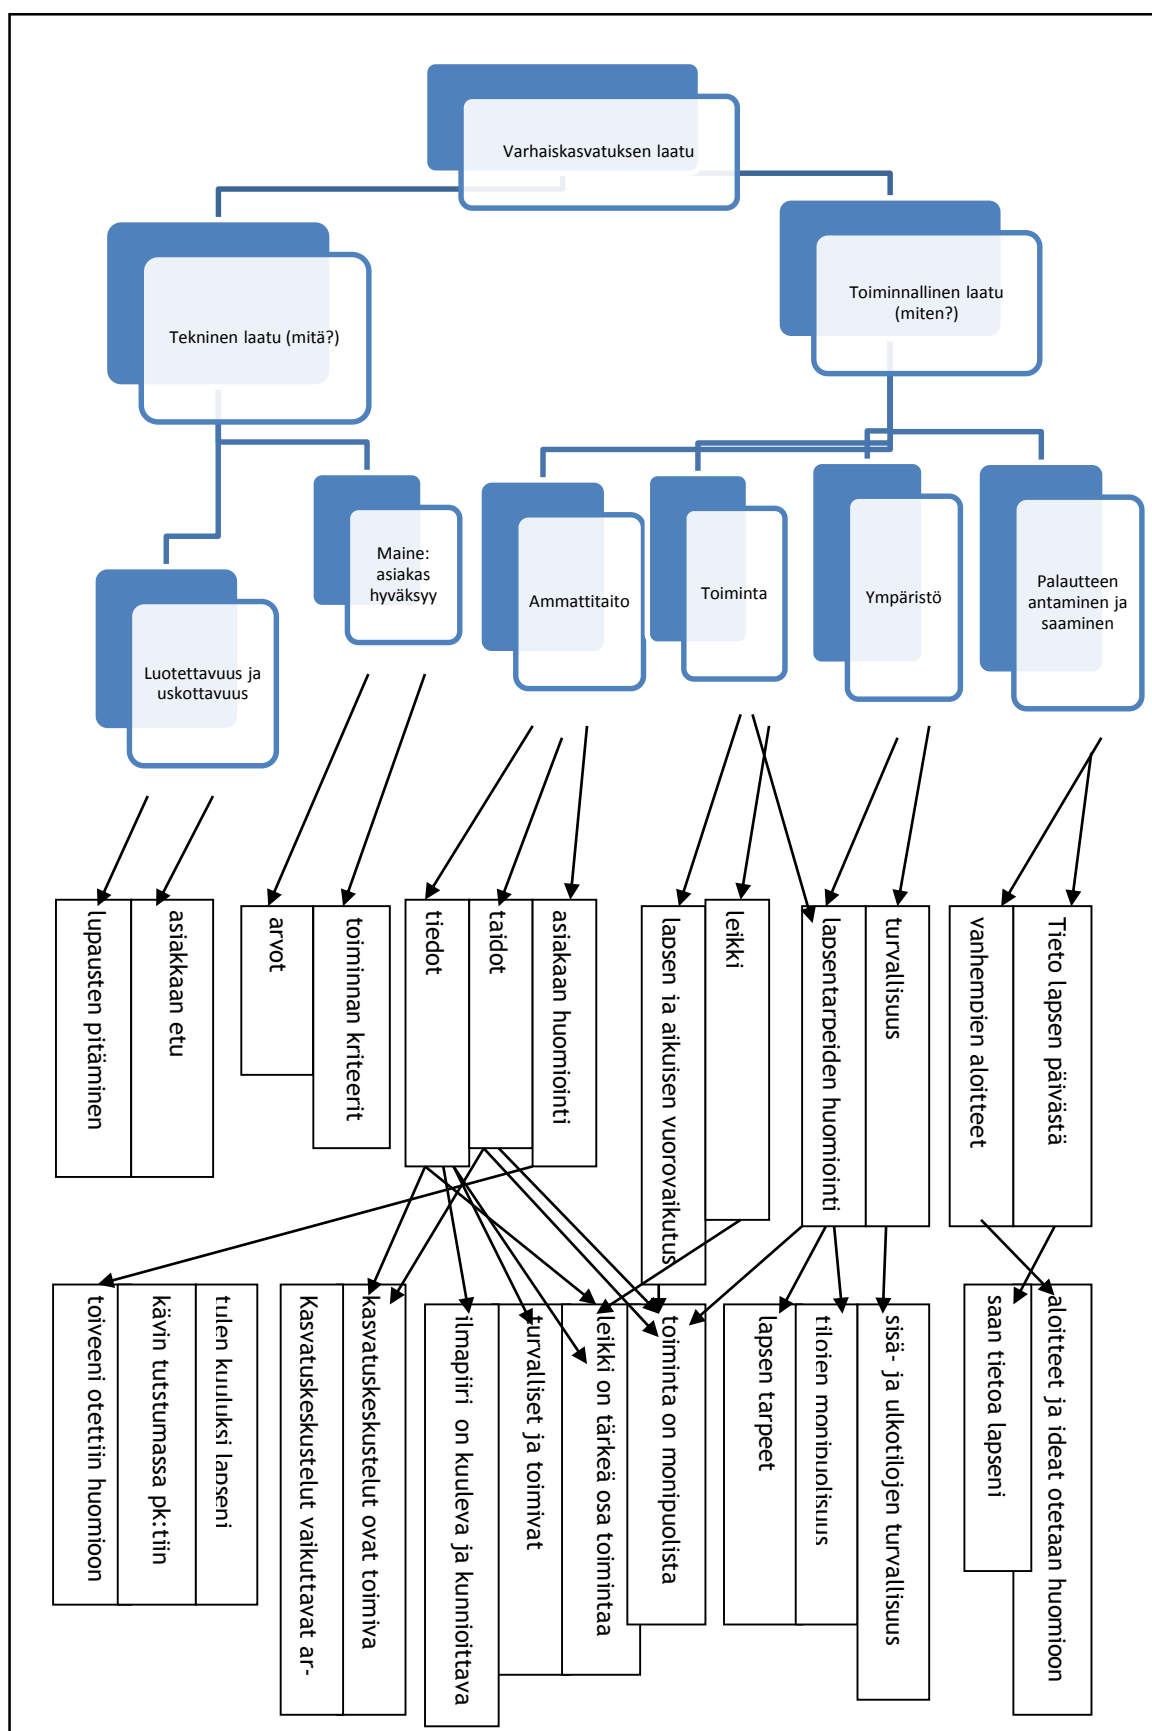 Varhaiskasvatuksen laatu
Tekninen laatu (mitä?)
Toiminnallinen laatu
(miten?)
Luotettavuus ja
uskottavuus
Maine:
asiakas
hyväksyy
Ammattitaito
Toiminta
Ympäristö
Palautteen
antaminen ja
saaminen
lupausten pitäminen
asiakkaan etu
arvot
toiminnan kriteerit
tiedot
taidot
asiakaan huomiointi
lapsen ja aikuisen vuorovaikutus
leikki
lapsentarpeiden huomiointi
turvallisuus
vanhempien aloitteet
Tieto lapsen päivästä
toiveeni otettiin huomioon
kävin tutstumassa pk:tiin
tulen kuuluksi lapseni
Kasvatuskeskustelut vaikuttavat ar-
kasvatuskeskustelut ovat toimiva
ilmapiiri on kuuleva ja kunnioittava
turvalliset ja toimivat
leikki on tärkeä osa toimintaa
toiminta on monipuolista
lapsen tarpeet
tilojen monipuolisuus
sisä- ja ulkotilojen turvallisuus
saan tietoa lapseni
aloitteet ja ideat otetaan huomioon